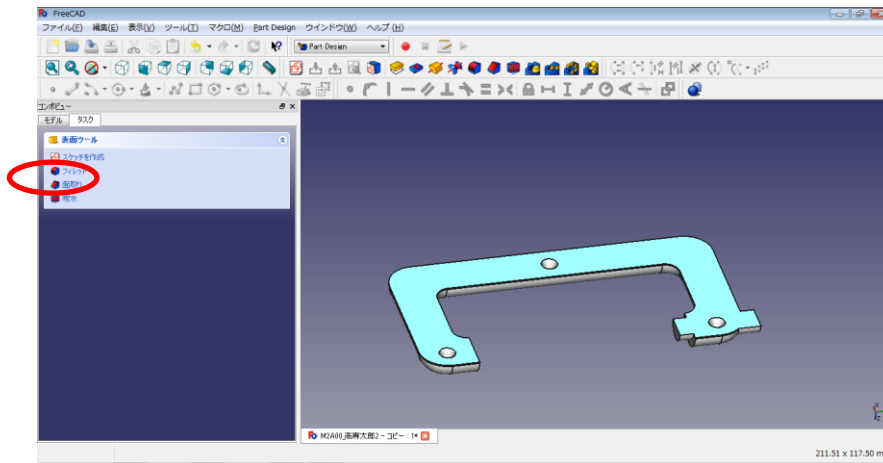 FreeCAD
ファイル(F) 編集(E) 表示(V) ツール(T) マクロ(M) Part Design ウインドウ(W) ヘルプ(H)
Part Design
コンボビュー
モデル タスク
表面ツール
スケッチを作成
フィレット
面取り
喫水
M2A00_高専太郎2 - コピー : 1*
211.51 x 117.50 m